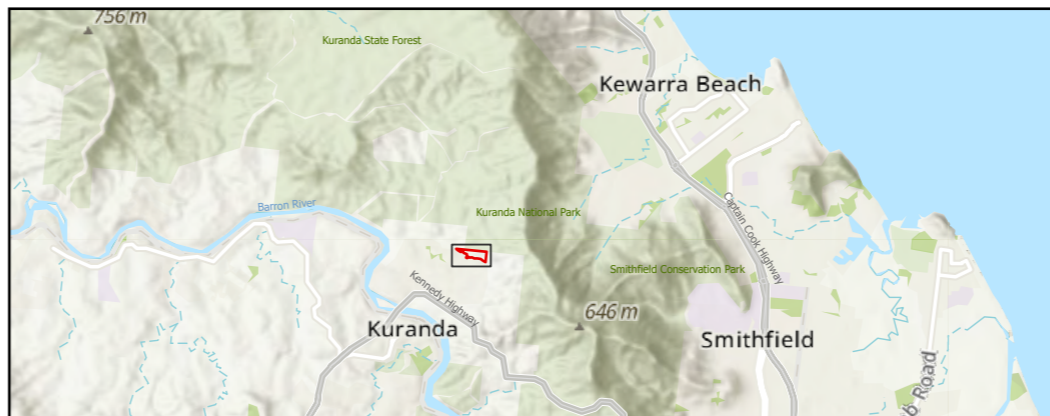 756 m
Kuranda State Forest
Kewarra Beach
Barron River
Kuranda National Park
Captain Cook Highway
Smithfield Conservation Park
Kennedy Highway
646 m
Kuranda
Smithfield
Road